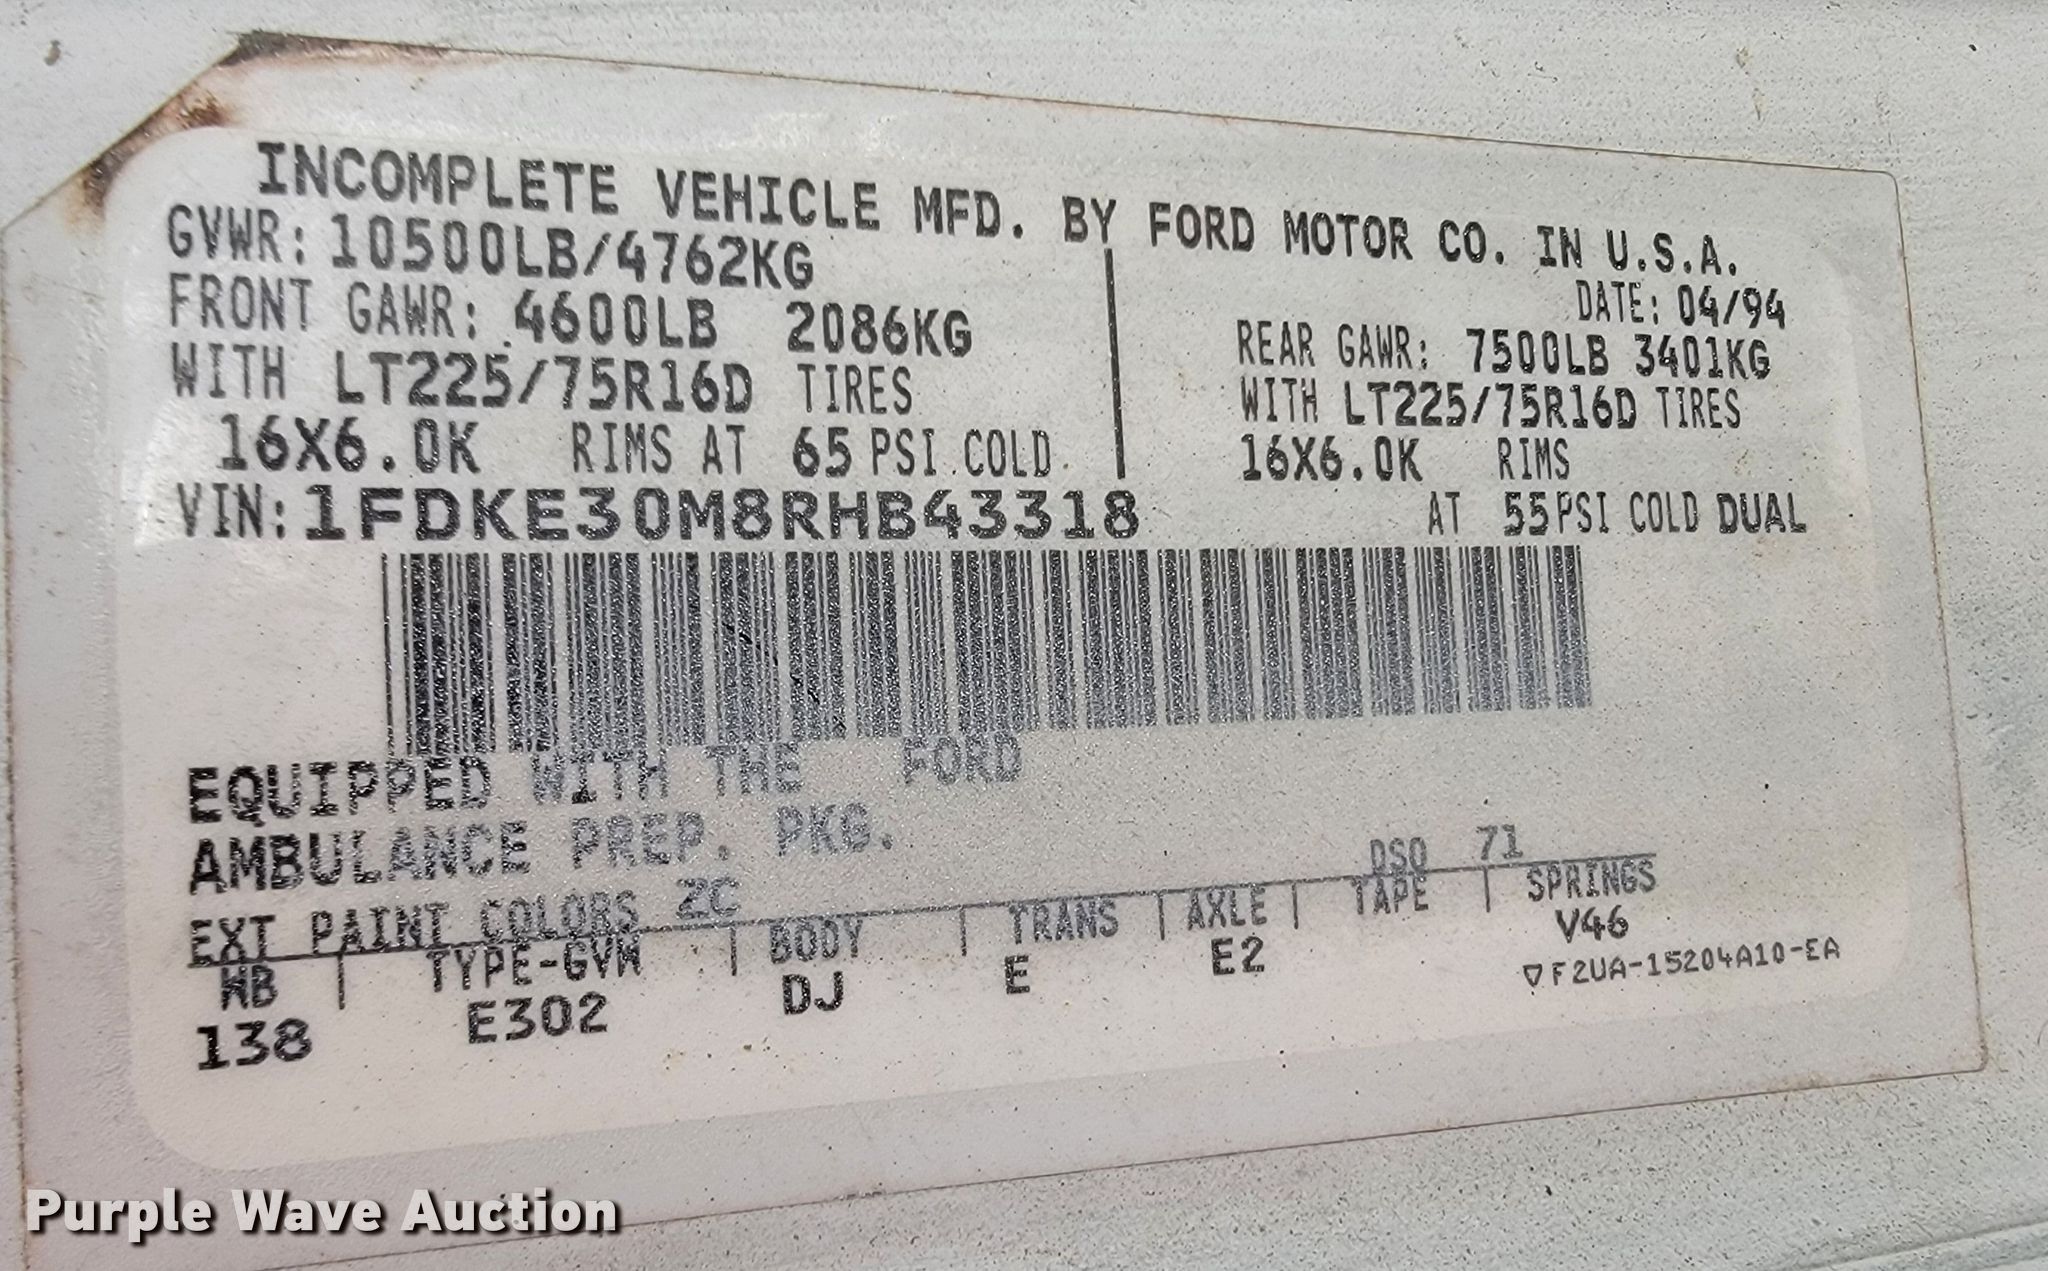 INCOMPLETE VEHICLE MFD. BY FORD MOTOR CO. IN U.S.A.
GVWR: 10500LB/4762KG
DATE: 04/94
FRONT GAWR: 4600LB 2086KG
REAR GAWR: 7500LB 3401KG
WITH LT225/75R16D TIRES
WITH LT225/75R16D TIRES
16X6.0K RIMS AT 65 PSI COLD
16X6.0K RIMS
VIN: 1FDKE30M8RHB43318
AT 55 PSI COLD DUAL
EQUIPPED WITH THE FORD
AMBULANCE PREP. PKG.
DSO 71
EXT PAINT COLORS ZC
WB | TYPE-GVM | BODY | TRANS | AXLE | TAPE | SPRINGS
138 E302 DJ E E2 V46
▽F2UA-15204A10-EA
Purple Wave Auction